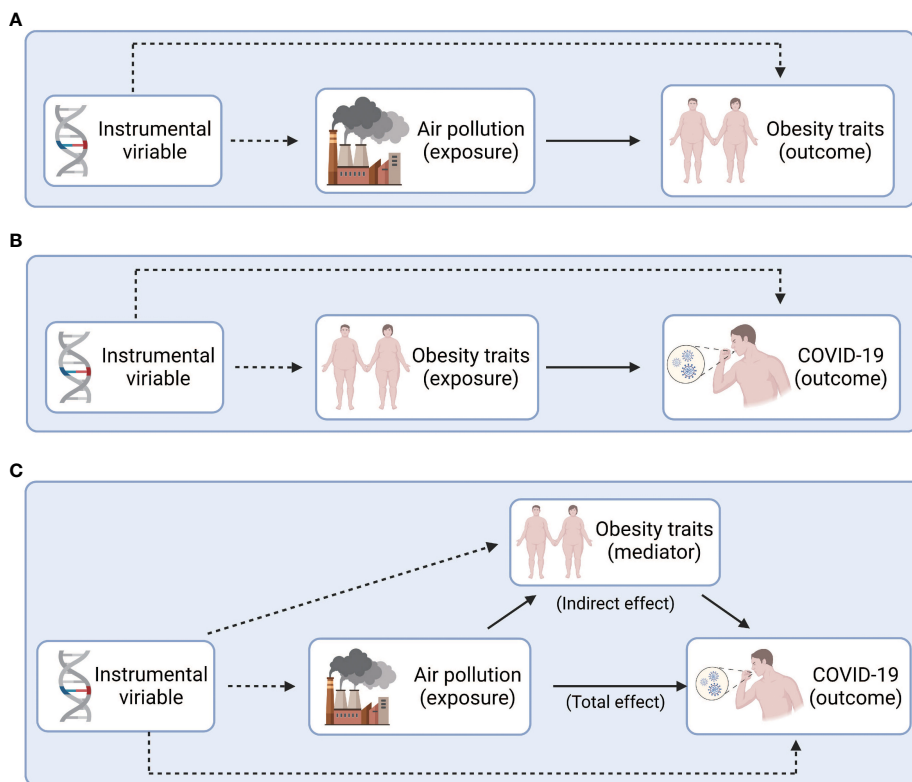 A
Instrumental
viriable
Air pollution
(exposure)
Obesity traits
(outcome)
B
Instrumental
viriable
Obesity traits
(exposure)
COVID-19
(outcome)
C
Obesity traits
(mediator)
(Indirect effect)
Instrumental
viriable
Air pollution
(exposure)
(Total effect)
COVID-19
(outcome)